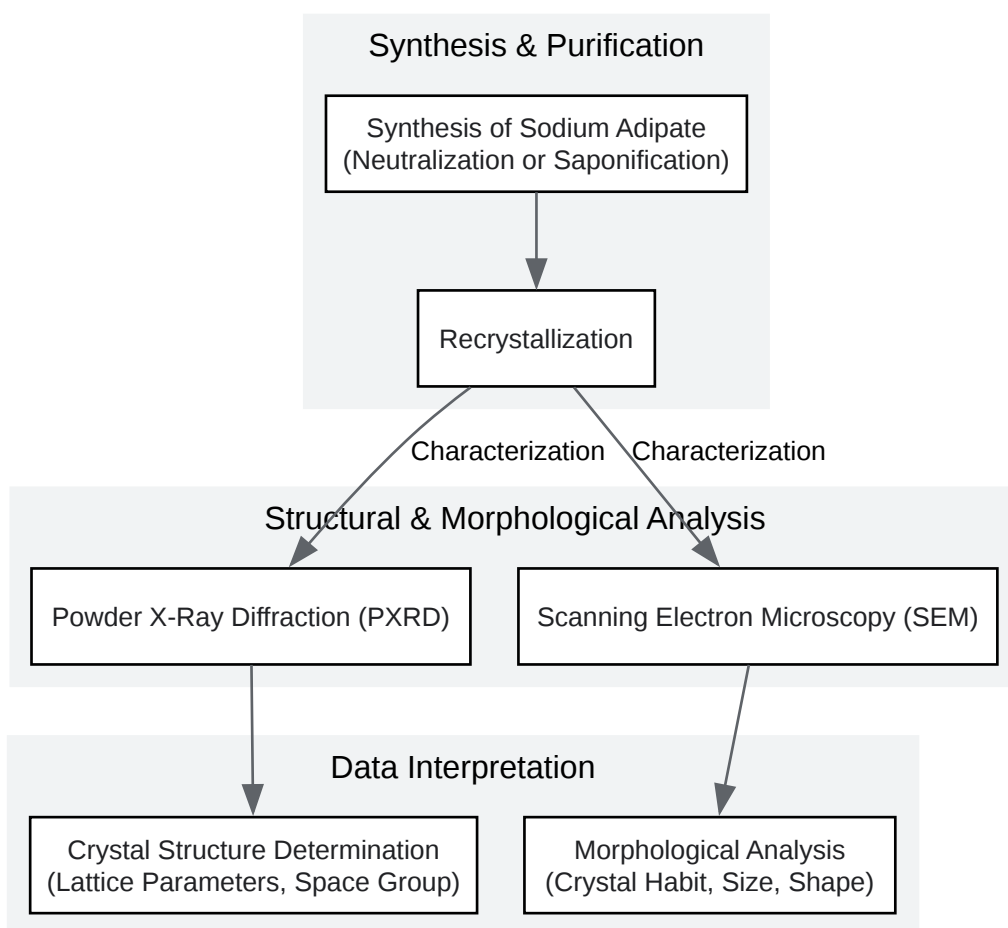 Synthesis & Purification
Synthesis of Sodium Adipate
(Neutralization or Saponification)
Recrystallization
Characterization
Characterization
Structural & Morphological Analysis
Powder X-Ray Diffraction (PXRD)
Scanning Electron Microscopy (SEM)
Data Interpretation
Crystal Structure Determination
(Lattice Parameters, Space Group)
Morphological Analysis
(Crystal Habit, Size, Shape)